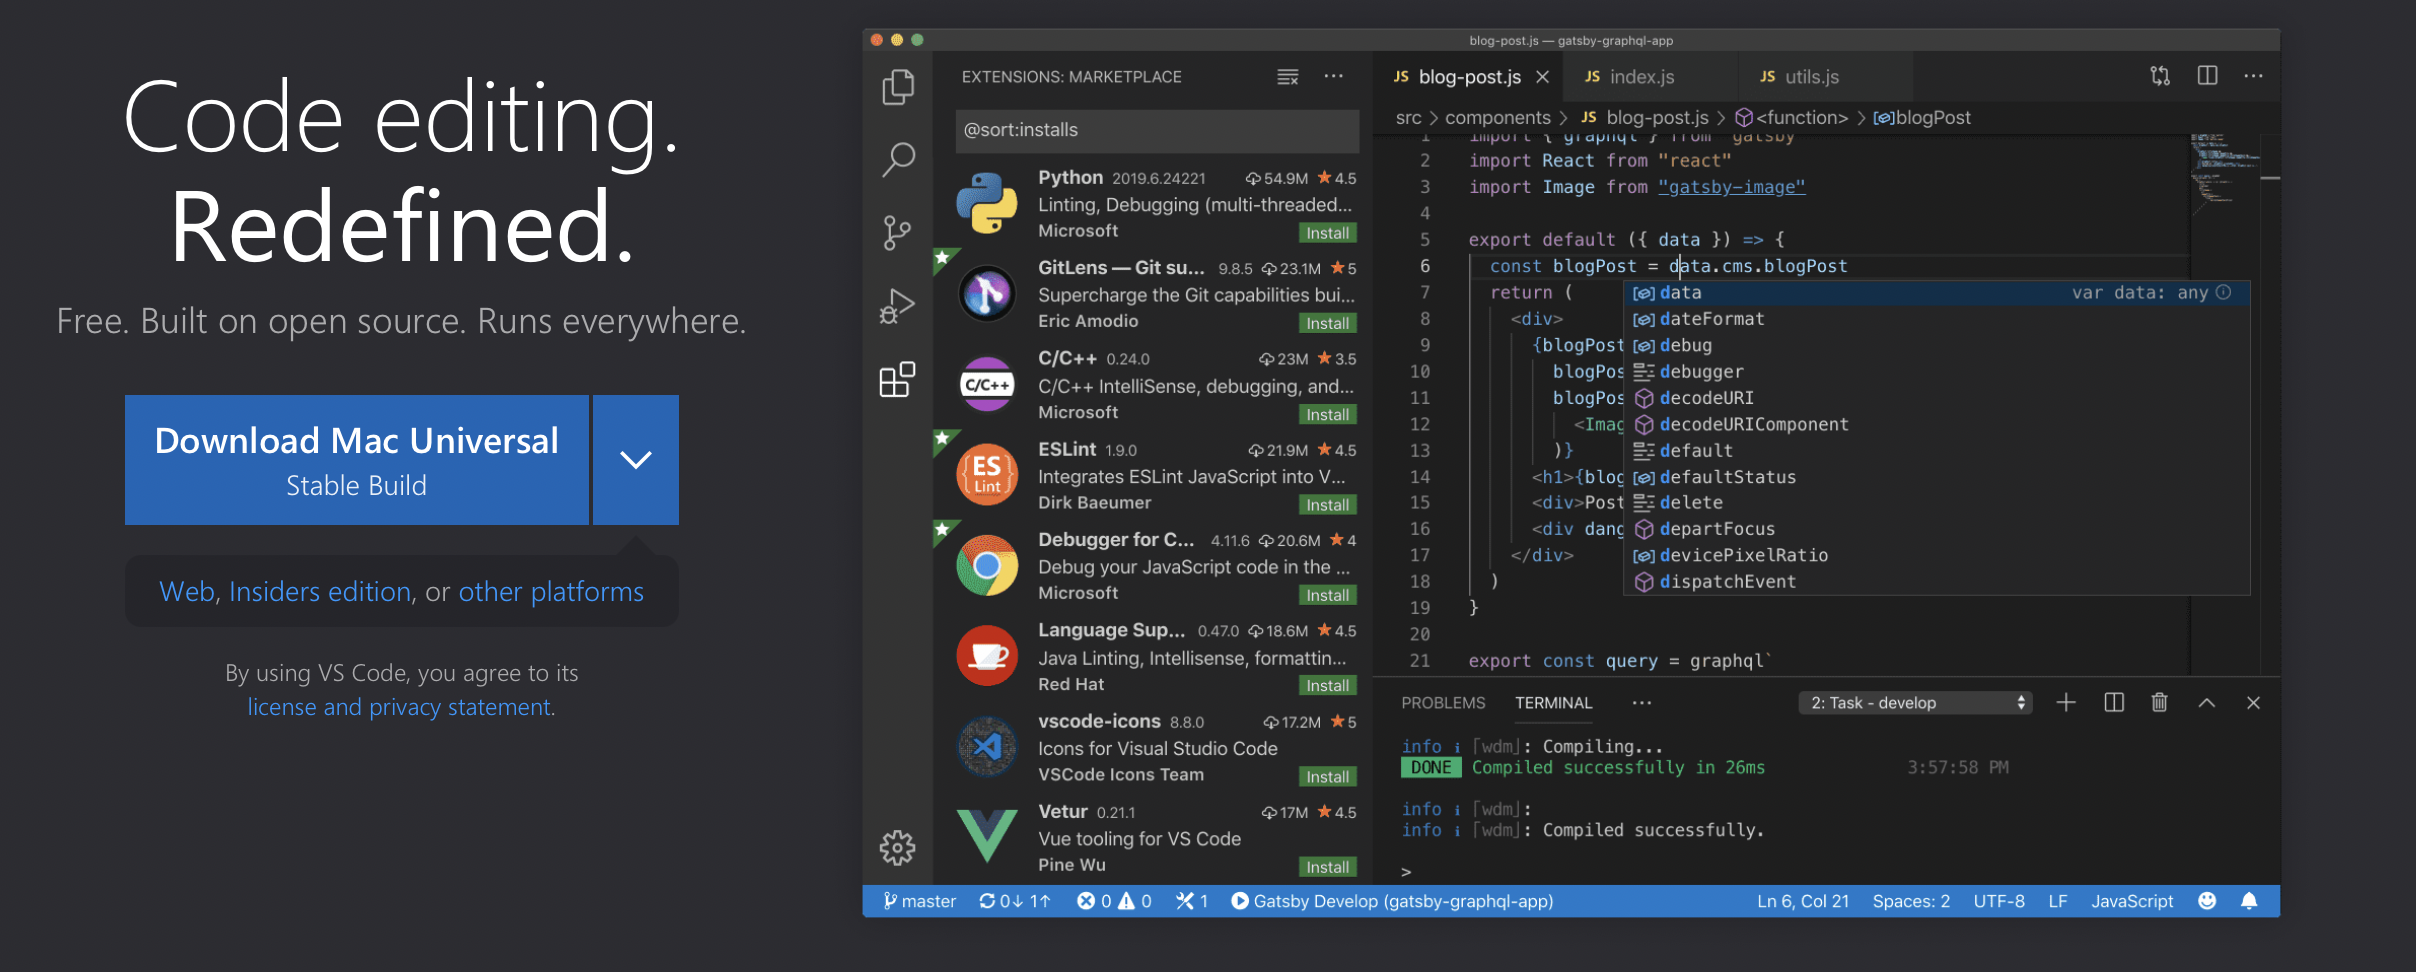 Code editing.
Redefined.
Free. Built on open source. Runs everywhere.
Download Mac Universal
Stable Build
Web, Insiders edition, or other platforms
By using VS Code, you agree to its
license and privacy statement.
blog-post.js — gatsby-graphql-app
EXTENSIONS: MARKETPLACE
@sort:installs
Python 2019.6.24221 54.9M 4.5
Linting, Debugging (multi-threaded...
Microsoft Install
GitLens — Git su... 9.8.5 23.1M 5
Supercharge the Git capabilities bui...
Eric Amodio Install
C/C++
C/C++ 0.24.0 23M 3.5
C/C++ IntelliSense, debugging, and...
Microsoft Install
ES
Lint
ESLint 1.9.0 21.9M 4.5
Integrates ESLint JavaScript into V...
Dirk Baeumer Install
Debugger for C... 4.11.6 20.6M 4
Debug your JavaScript code in the ...
Microsoft Install
Language Sup... 0.47.0 18.6M 4.5
Java Linting, Intellisense, formattin...
Red Hat Install
vscode-icons 8.8.0 17.2M 5
Icons for Visual Studio Code
VSCode Icons Team Install
Vetur 0.21.1 17M 4.5
Vue tooling for VS Code
Pine Wu Install
JS blog-post.js JS index.js JS utils.js
src > components > JS blog-post.js > <function> > blogPost
1 import { graphql } from "gatsby"
2 import React from "react"
3 import Image from "gatsby-image"
4
5 export default ({ data }) => {
6 const blogPost = data.cms.blogPost
7 return (
8 <div>
9 {blogPost
10 blogPos
11 blogPos
12 <Imag
13 )}
14 <h1>{blog
15 <div>Post
16 <div dang
17 </div>
18 )
19 }
20
21 export const query = graphql`
data var data: any
dateFormat
debug
debugger
decodeURI
decodeURIComponent
default
defaultStatus
delete
departFocus
devicePixelRatio
dispatchEvent
PROBLEMS TERMINAL ... 2: Task - develop
info i ｢wdm｣: Compiling...
DONE Compiled successfully in 26ms 3:57:58 PM
info i ｢wdm｣:
info i ｢wdm｣: Compiled successfully.
>
master 0↓ 1↑ 0 0 1 Gatsby Develop (gatsby-graphql-app) Ln 6, Col 21 Spaces: 2 UTF-8 LF JavaScript